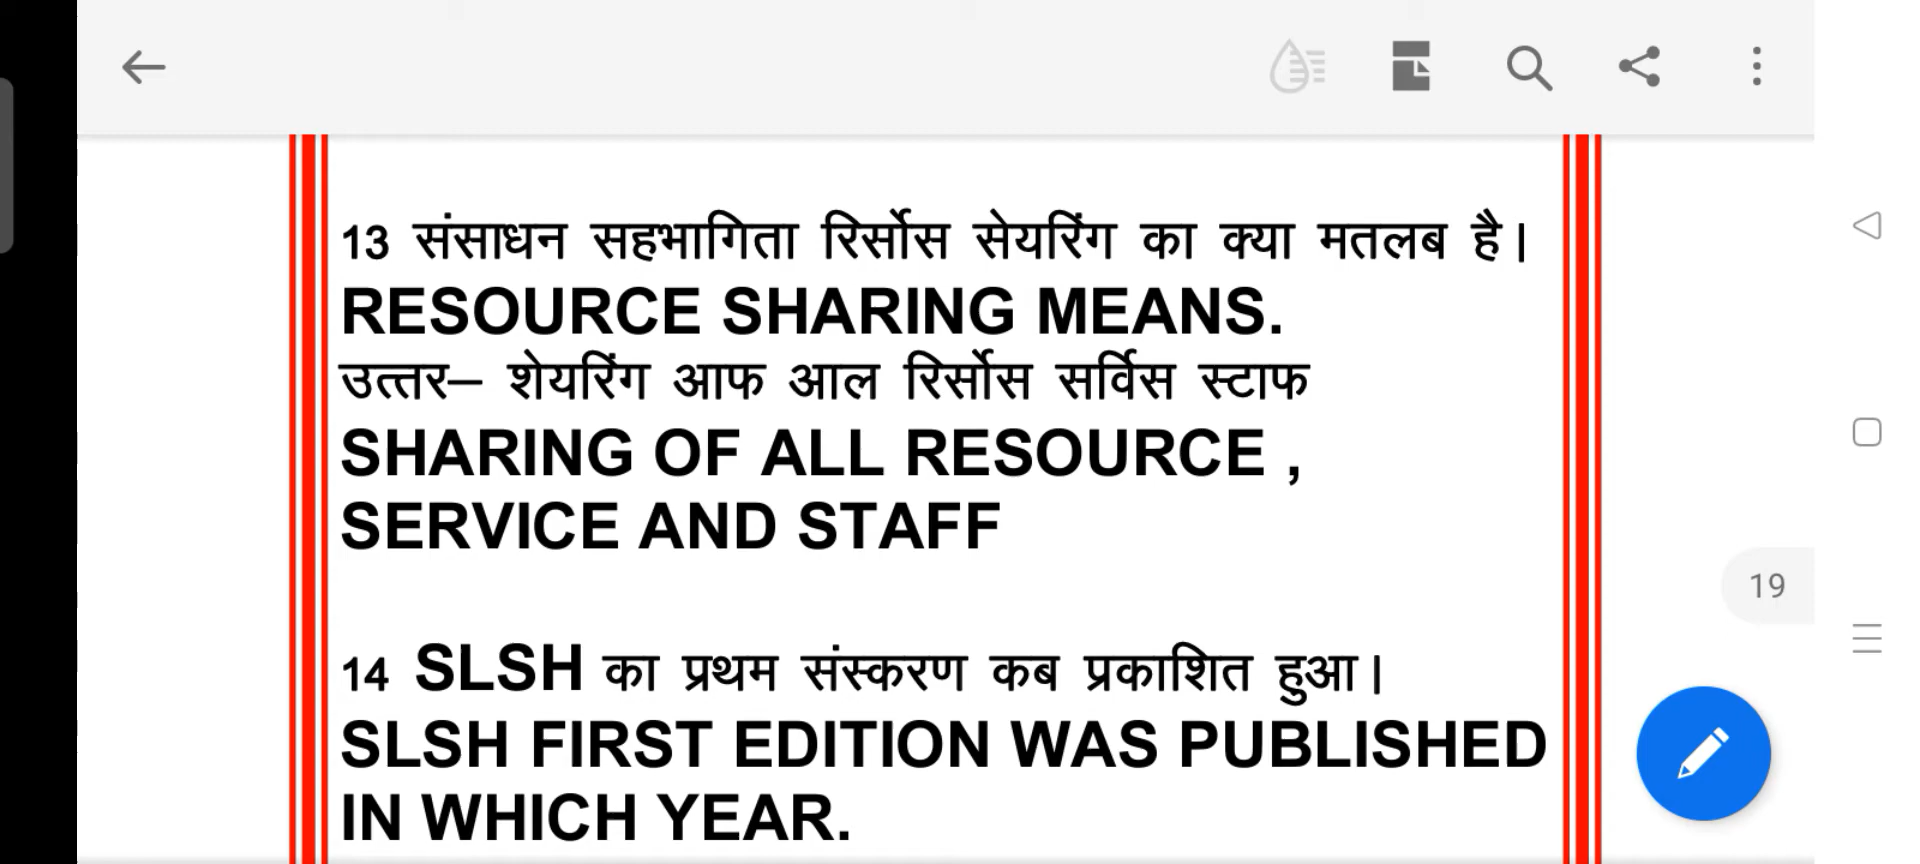 13 संसाधन सहभागिता रिर्सोस सेयरिंग का क्या मतलब है।
RESOURCE SHARING MEANS.
उत्तर– शेयरिंग आफ आल रिर्सोस सर्विस स्टाफ
SHARING OF ALL RESOURCE ,
SERVICE AND STAFF
19
14 SLSH का प्रथम संस्करण कब प्रकाशित हुआ।
SLSH FIRST EDITION WAS PUBLISHED
IN WHICH YEAR.